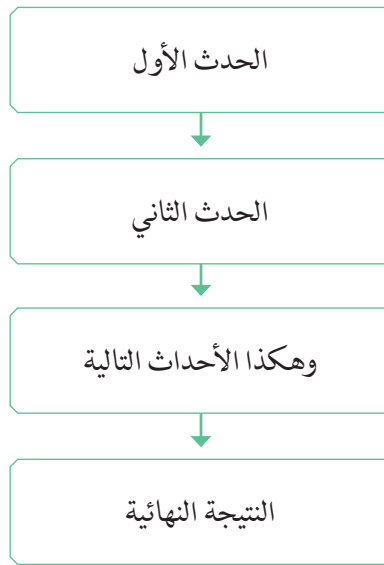 الحدث الأول
الحدث الثاني
وهكذا الأحداث التالية
النتيجة النهائية